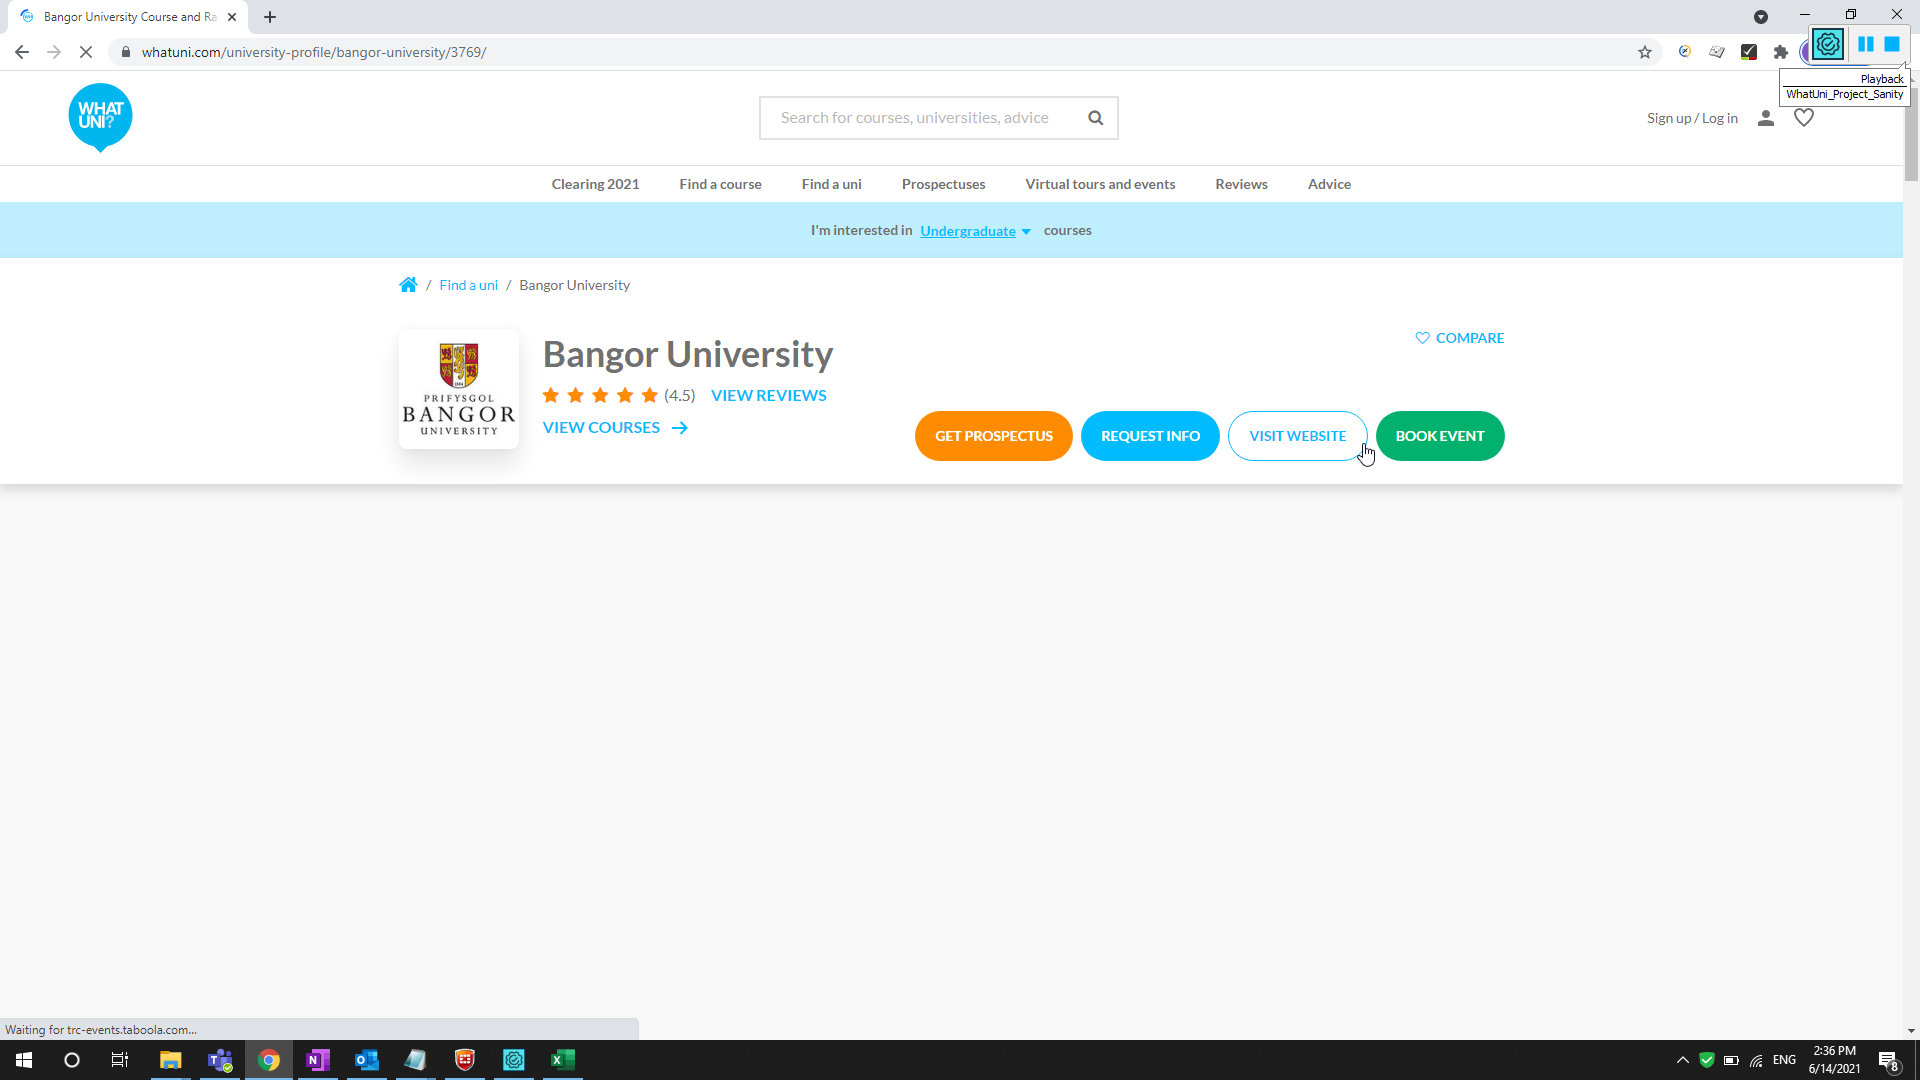 Bangor University Course and Ra
whatuni.com/university-profile/bangor-university/3769/
Playback
WhatUni_Project_Sanity
WHAT
UNI?
Search for courses, universities, advice
Sign up / Log in
Clearing 2021
Find a course
Find a uni
Prospectuses
Virtual tours and events
Reviews
Advice
I'm interested in Undergraduate courses
/ Find a uni / Bangor University
PRIFYSGOL
BANGOR
UNIVERSITY
Bangor University
(4.5) VIEW REVIEWS
VIEW COURSES
COMPARE
GET PROSPECTUS
REQUEST INFO
VISIT WEBSITE
BOOK EVENT
Waiting for trc-events.taboola.com...
ENG
2:36 PM
6/14/2021
8